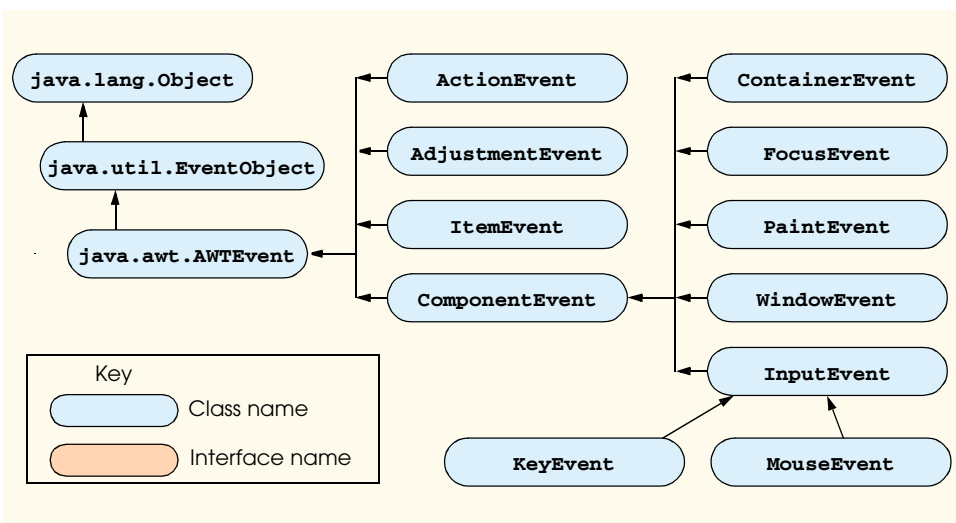 java.lang.Object
java.util.EventObject
java.awt.AWTEvent
ActionEvent
AdjustmentEvent
ItemEvent
ComponentEvent
ContainerEvent
FocusEvent
PaintEvent
WindowEvent
InputEvent
KeyEvent
MouseEvent
Key
Class name
Interface name